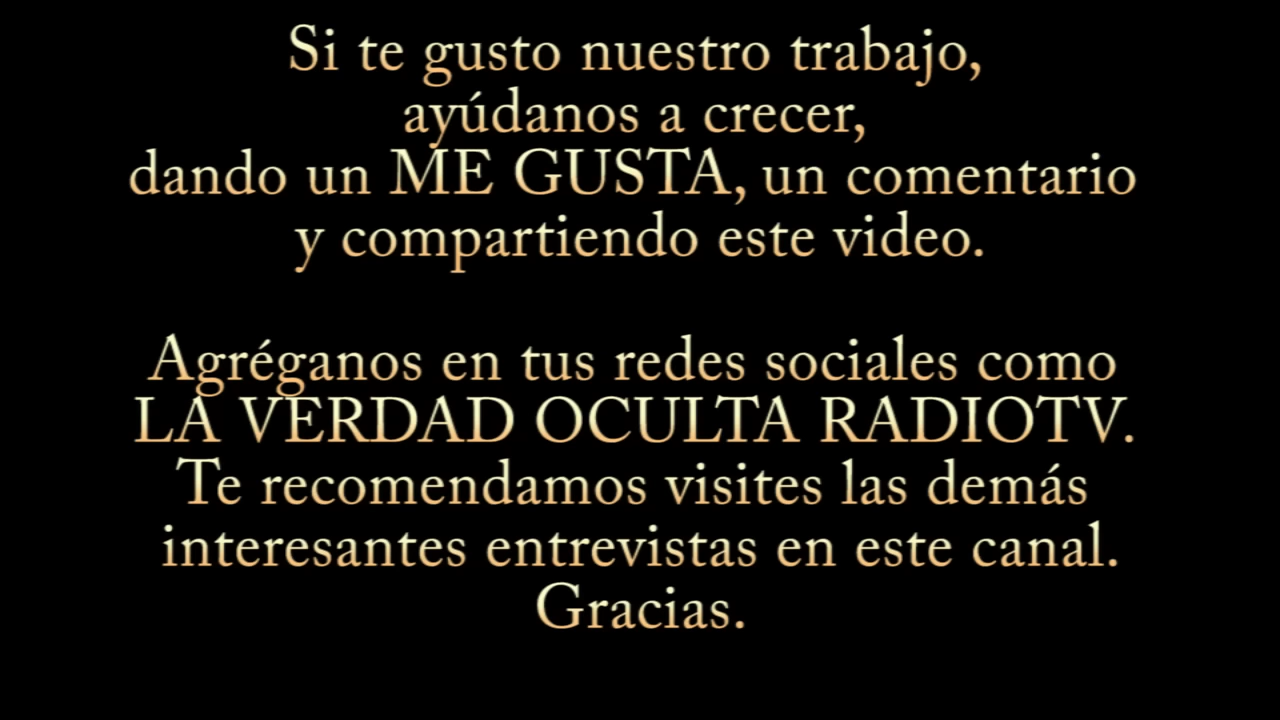 Si te gusto nuestro trabajo,
ayúdanos a crecer,
dando un ME GUSTA, un comentario
y compartiendo este video.
Agréganos en tus redes sociales como
LA VERDAD OCULTA RADIOTV.
Te recomendamos visites las demás
interesantes entrevistas en este canal.
Gracias.